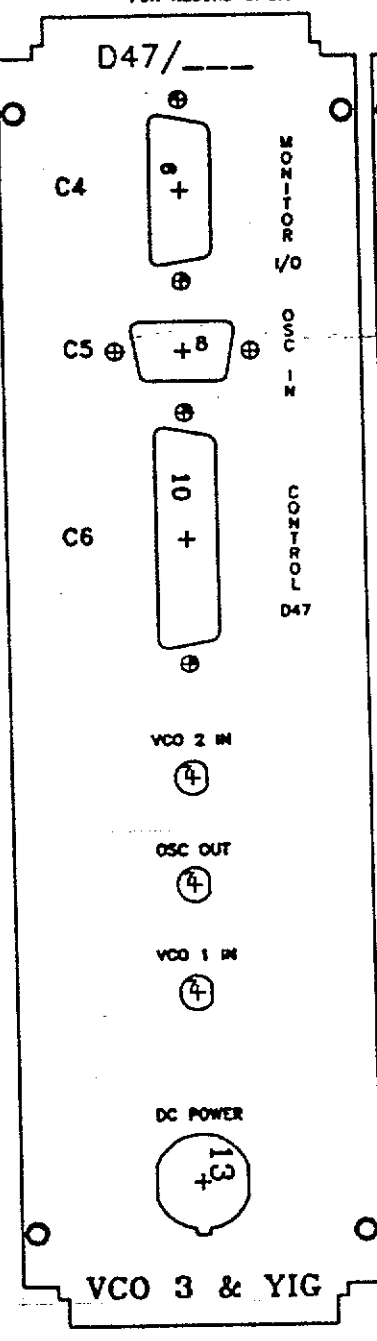 D47/___
C4
6
MONITOR I/O
C5
8
OSC IN
C6
10
CONTROL D47
VCO 2 IN
4
OSC OUT
4
VCO 1 IN
4
DC POWER
13
VCO 3 & YIG